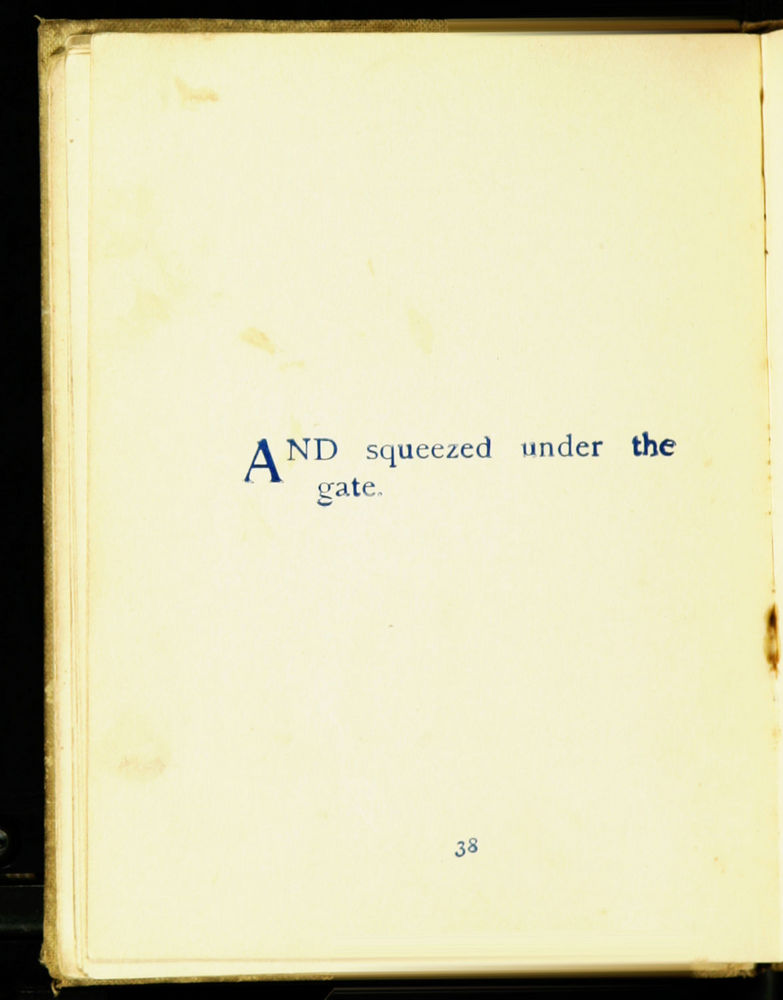 AND squeezed under the
gate.
38